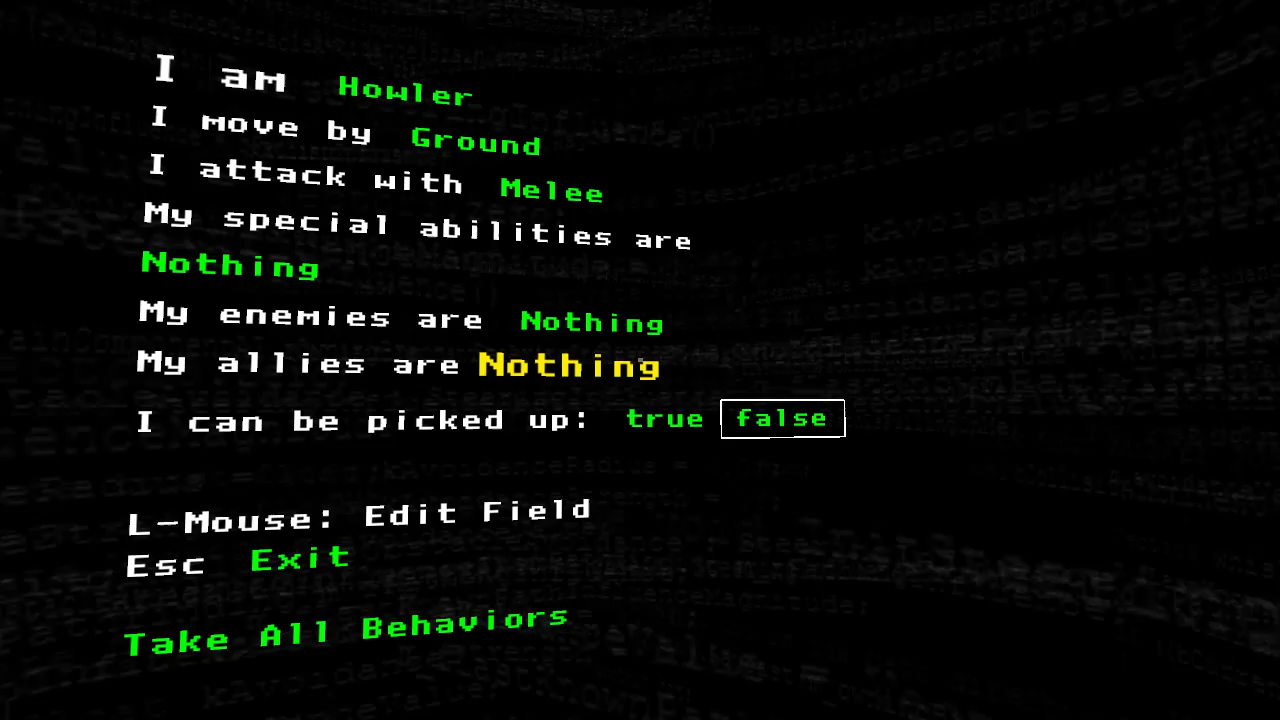 I am Howler
I move by Ground
I attack with Melee
My special abilities are
Nothing
My enemies are Nothing
My allies are Nothing
I can be picked up: true false
L-Mouse: Edit Field
Esc Exit
Take All Behaviors